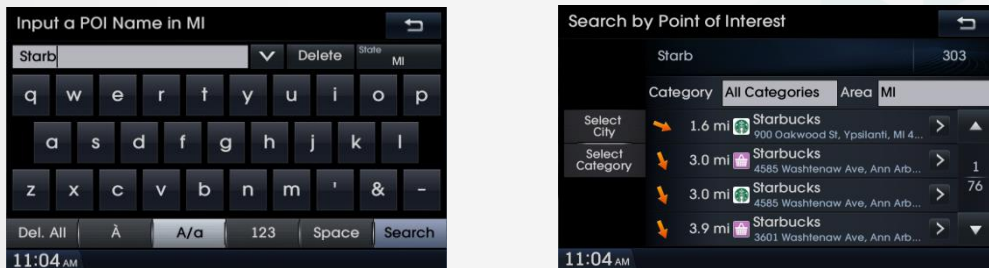 Input a POI Name in MI
Starb Delete State MI
q w e r t y u i o p
a s d f g h j k l
z x c v b n m ' & -
Del. All À A/a 123 Space Search
11:04 AM
Search by Point of Interest
Starb 303
Category All Categories Area MI
Select City
Select Category
1.6 mi Starbucks
900 Oakwood St, Ypsilanti, MI 4...
3.0 mi Starbucks
4585 Washtenaw Ave, Ann Arb...
3.0 mi Starbucks
4585 Washtenaw Ave, Ann Arb...
3.9 mi Starbucks
3601 Washtenaw Ave, Ann Arb...
1
76
11:04 AM